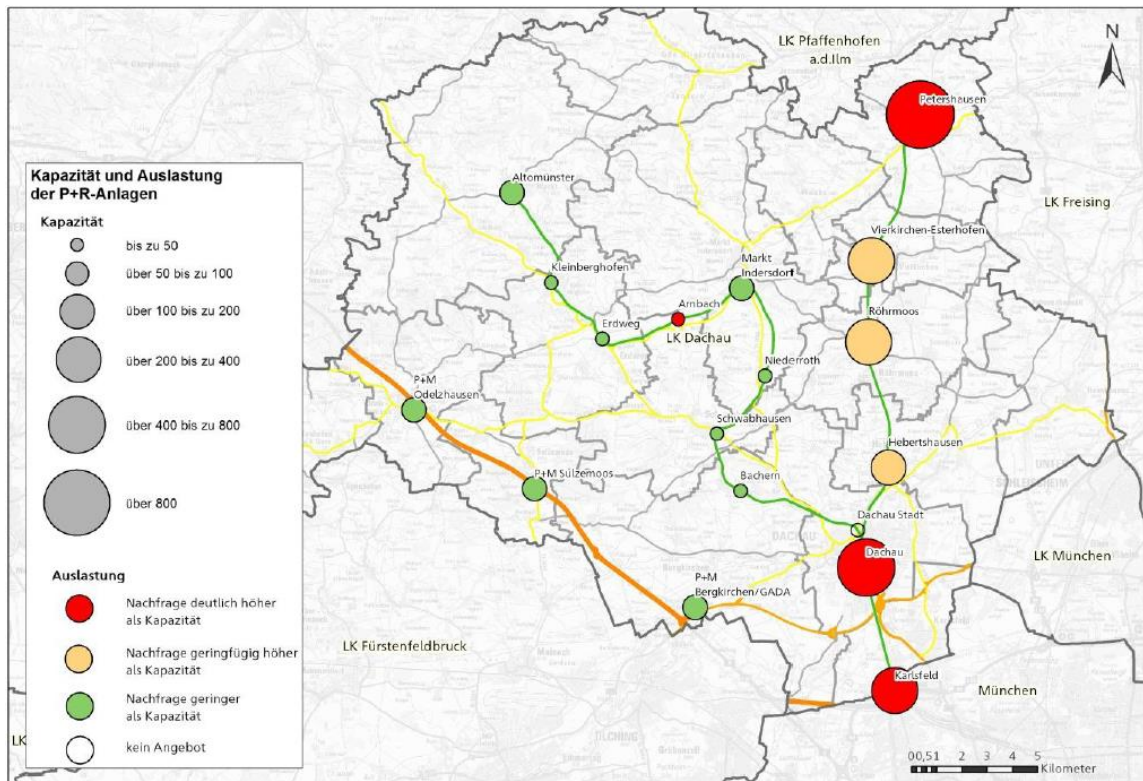 LK Pfaffenhofen
a.d.Ilm
N
Petershausen
Kapazität und Auslastung
der P+R-Anlagen
Kapazität
bis zu 50
über 50 bis zu 100
über 100 bis zu 200
über 200 bis zu 400
über 400 bis zu 800
über 800
Auslastung
Nachfrage deutlich höher
als Kapazität
Nachfrage geringfügig höher
als Kapazität
Nachfrage geringer
als Kapazität
kein Angebot
Altomünster
LK Freising
Vierkirchen-Esterhofen
Kleinberghofen
Markt
Indersdorf
Arnbach
Röhrmoos
Erdweg
LK Dachau
Niederroth
P+M
Odelzhausen
Schwabhausen
Hebertshausen
P+M Sulzemoos
Bachern
Dachau Stadt
DACHAU
Dachau
LK München
P+M
Bergkirchen/GADA
LK Fürstenfeldbruck
Karlsfeld
München
LK
OLCHING
0 0,5 1 2 3 4 5
Kilometer